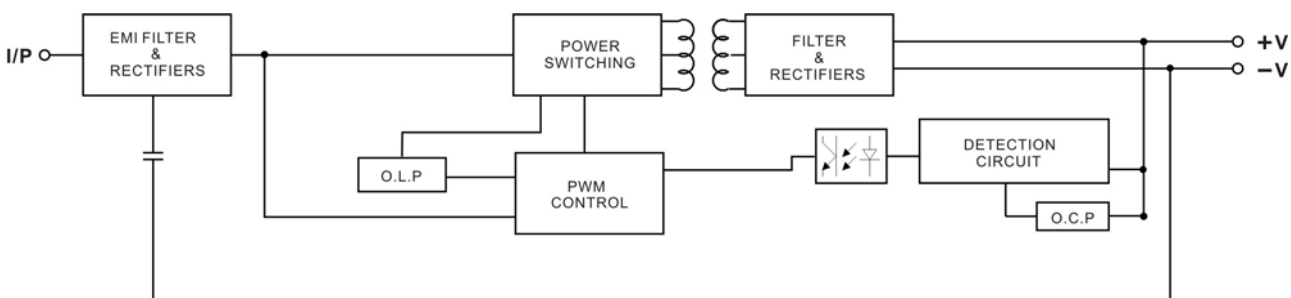 I/P
EMI FILTER
&
RECTIFIERS
POWER
SWITCHING
FILTER
&
RECTIFIERS
+V
−V
O.L.P
PWM
CONTROL
DETECTION
CIRCUIT
O.C.P